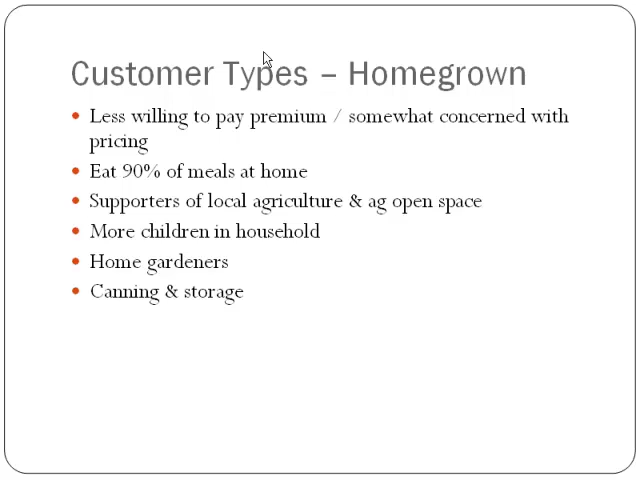 Customer Types – Homegrown
• Less willing to pay premium / somewhat concerned with
pricing
• Eat 90% of meals at home
• Supporters of local agriculture & ag open space
• More children in household
• Home gardeners
• Canning & storage